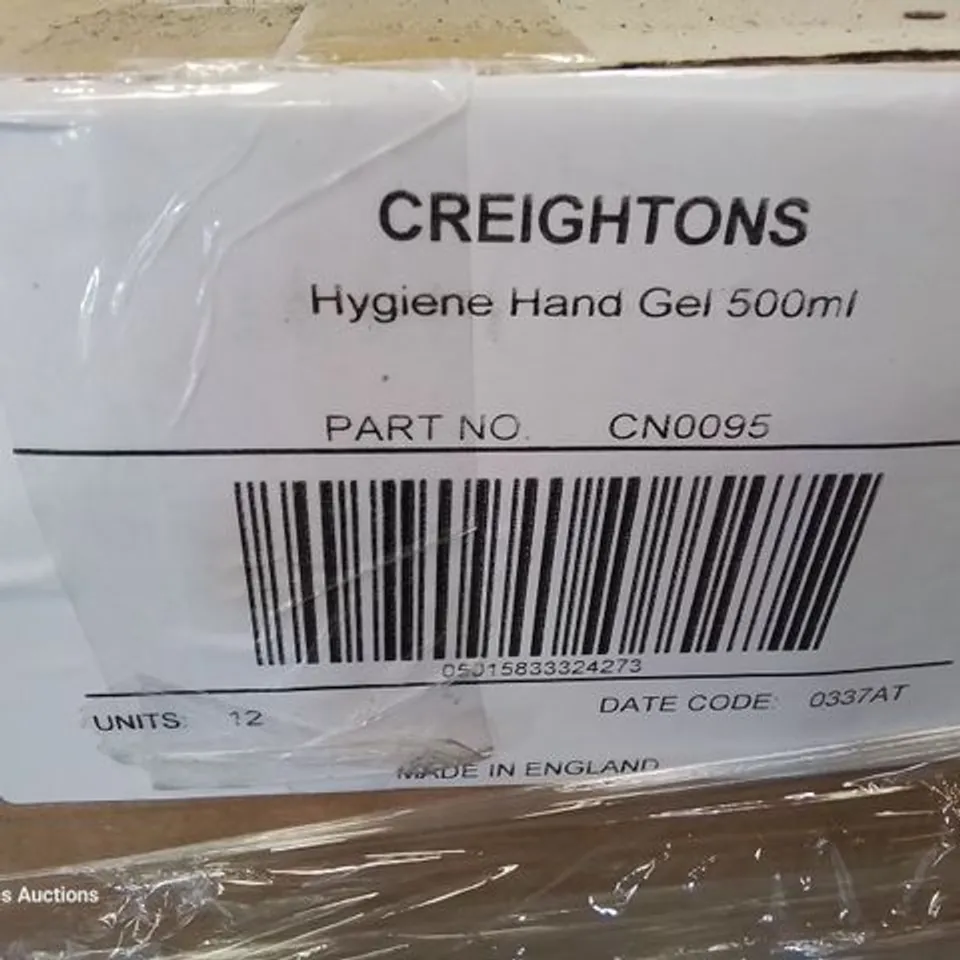 CREIGHTONS
Hygiene Hand Gel 500ml
PART NO. CN0095
05015833324273
UNITS: 12
DATE CODE: 0337AT
MADE IN ENGLAND
s Auctions